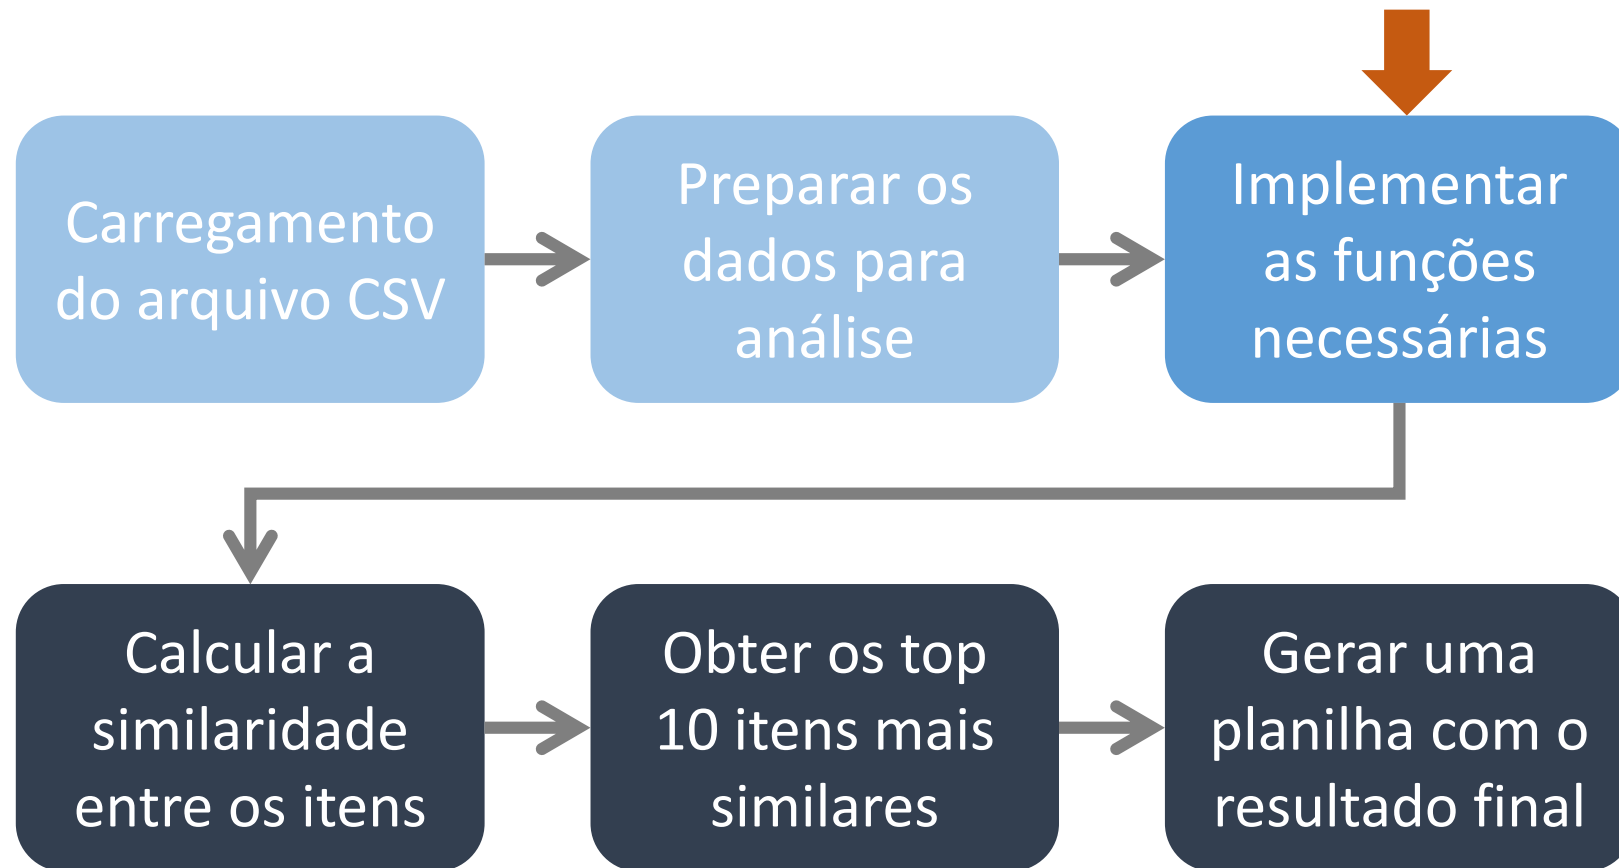 Carregamento
do arquivo CSV
Preparar os
dados para
análise
Implementar
as funções
necessárias
Calcular a
similaridade
entre os itens
Obter os top
10 itens mais
similares
Gerar uma
planilha com o
resultado final